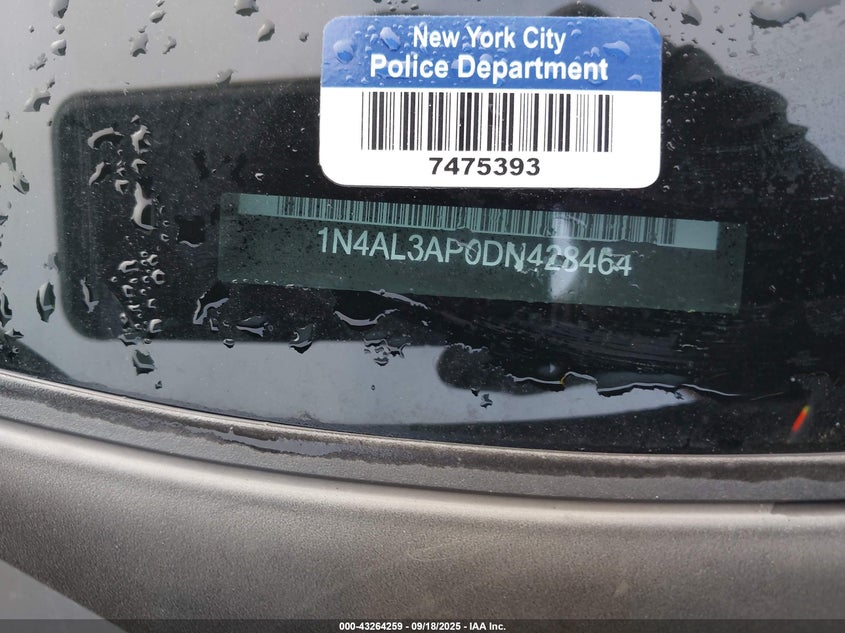 New York City
Police Department
7475393
1N4AL3AP0DN428464
000-43264259 - 09/18/2025 - IAA Inc.